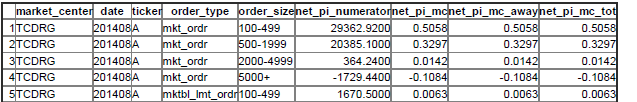 market_center date ticker order_type order_size net_pi_numerator net_pi_mc net_pi_mc_away net_pi_mc_tot
1 TCDRG 201408 A mkt_ordr 100-499 29362.9200 0.5058 0.5058 0.5058
2 TCDRG 201408 A mkt_ordr 500-1999 20385.1000 0.3297 0.3297 0.3297
3 TCDRG 201408 A mkt_ordr 2000-4999 364.2400 0.0142 0.0142 0.0142
4 TCDRG 201408 A mkt_ordr 5000+ -1729.4400 -0.1084 -0.1084 -0.1084
5 TCDRG 201408 A mktbl_lmt_ordr 100-499 1670.5000 0.0063 0.0063 0.0063